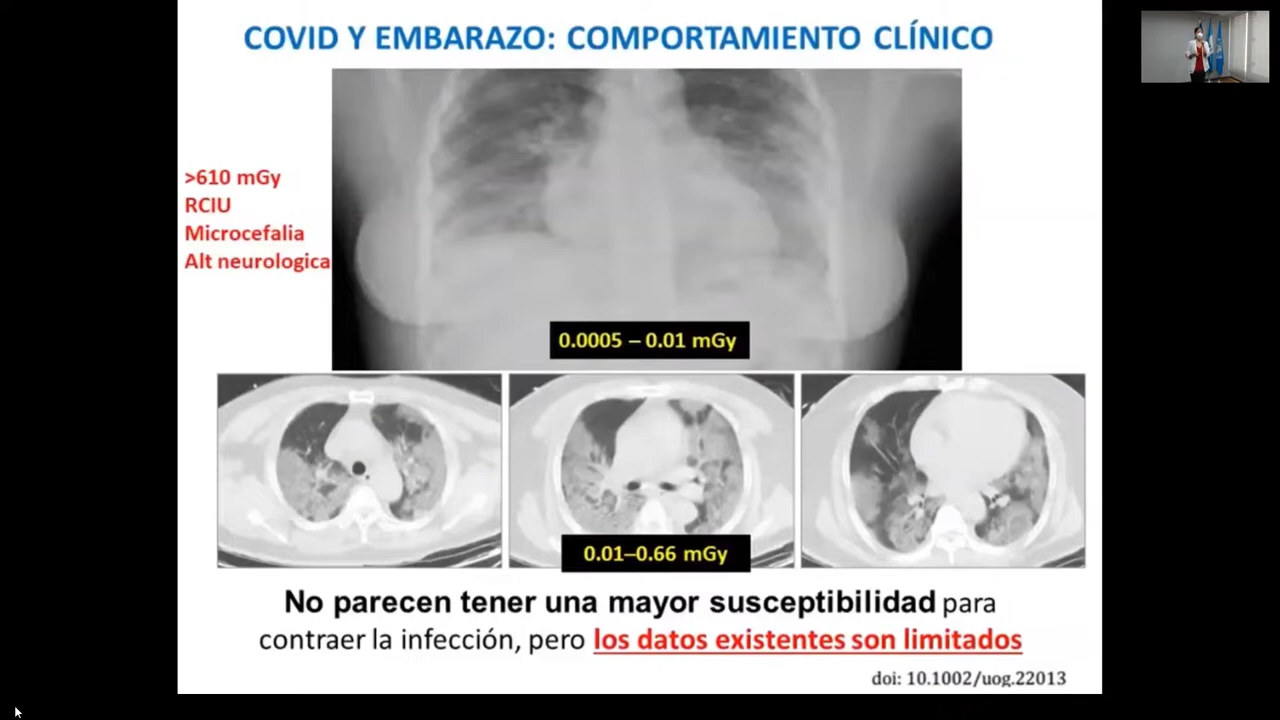 COVID Y EMBARAZO: COMPORTAMIENTO CLÍNICO
>610 mGy
RCIU
Microcefalia
Alt neurologica
0.0005 – 0.01 mGy
0.01–0.66 mGy
No parecen tener una mayor susceptibilidad para
contraer la infección, pero los datos existentes son limitados
doi: 10.1002/uog.22013